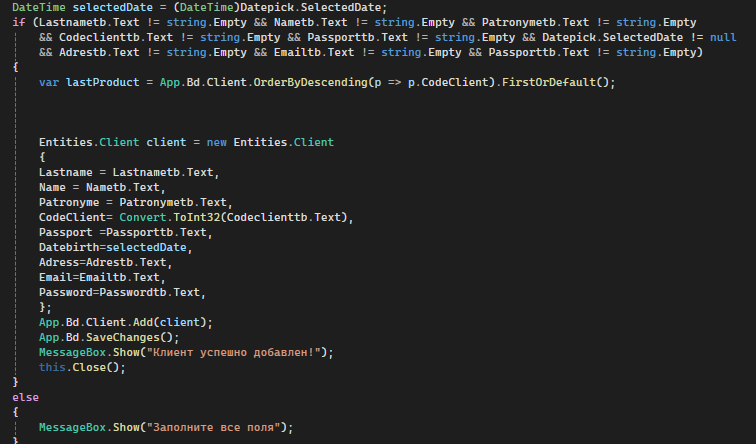 DateTime selectedDate = (DateTime)Datepick.SelectedDate;
if (Lastnametb.Text != string.Empty && Nametb.Text != string.Empty && Patronymetb.Text != string.Empty
&& Codeclienttb.Text != string.Empty && Passporttb.Text != string.Empty && Datepick.SelectedDate != null
&& Adrestb.Text != string.Empty && Emailtb.Text != string.Empty && Passporttb.Text != string.Empty)
{
var lastProduct = App.Bd.Client.OrderByDescending(p => p.CodeClient).FirstOrDefault();
Entities.Client client = new Entities.Client
{
Lastname = Lastnametb.Text,
Name = Nametb.Text,
Patronyme = Patronymetb.Text,
CodeClient= Convert.ToInt32(Codeclienttb.Text),
Passport =Passporttb.Text,
Datebirth=selectedDate,
Adress=Adrestb.Text,
Email=Emailtb.Text,
Password=Passwordtb.Text,
};
App.Bd.Client.Add(client);
App.Bd.SaveChanges();
MessageBox.Show("Клиент успешно добавлен!");
this.Close();
}
else
{
MessageBox.Show("Заполните все поля");
}